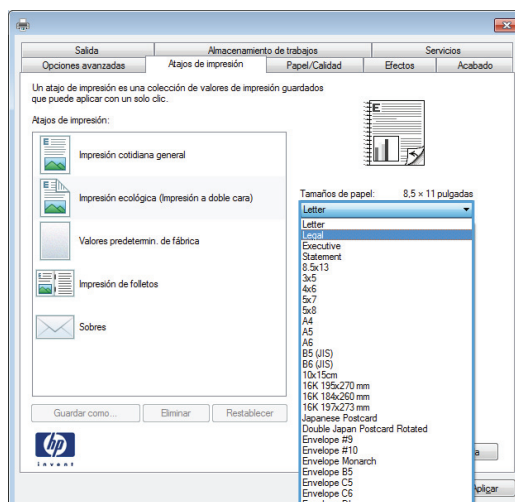 Salida
Almacenamiento de trabajos
Servicios
Opciones avanzadas
Atajos de impresión
Papel/Calidad
Efectos
Acabado
Un atajo de impresión es una colección de valores de impresión guardados
que puede aplicar con un solo clic.
Atajos de impresión:
Impresión cotidiana general
Impresión ecológica (Impresión a doble cara)
Valores predetermin. de fábrica
Impresión de folletos
Sobres
Guardar como...
Eliminar
Restablecer
hp
invent
Tamaños de papel:
8,5 × 11 pulgadas
Letter
Letter
Legal
Executive
Statement
8.5x13
3x5
4x6
5x7
5x8
A4
A5
A6
B5 (JIS)
B6 (JIS)
10x15cm
16K 195x270 mm
16K 184x260 mm
16K 197x273 mm
Japanese Postcard
Double Japan Postcard Rotated
Envelope #9
Envelope #10
Envelope Monarch
Envelope B5
Envelope C5
Envelope C6
Aplicar